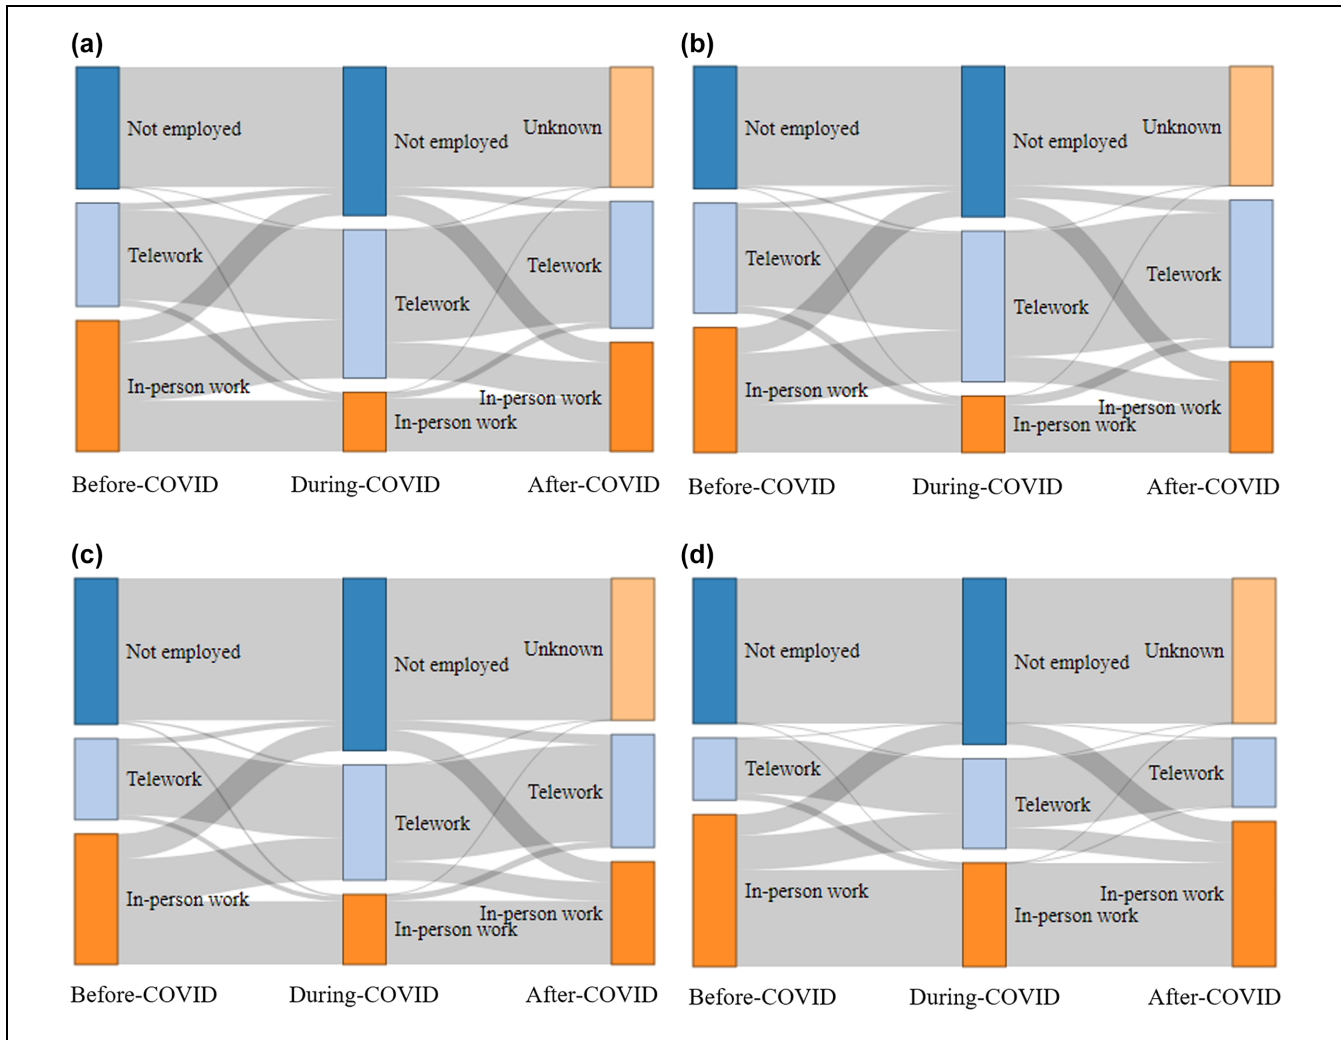 (a)
Not employed
Not employed
Unknown
Telework
Telework
Telework
In-person work
In-person work
In-person work
Before-COVID
During-COVID
After-COVID
(b)
Not employed
Not employed
Unknown
Telework
Telework
Telework
In-person work
In-person work
In-person work
Before-COVID
During-COVID
After-COVID
(c)
Not employed
Not employed
Unknown
Telework
Telework
Telework
In-person work
In-person work
In-person work
Before-COVID
During-COVID
After-COVID
(d)
Not employed
Not employed
Unknown
Telework
Telework
Telework
In-person work
In-person work
In-person work
Before-COVID
During-COVID
After-COVID